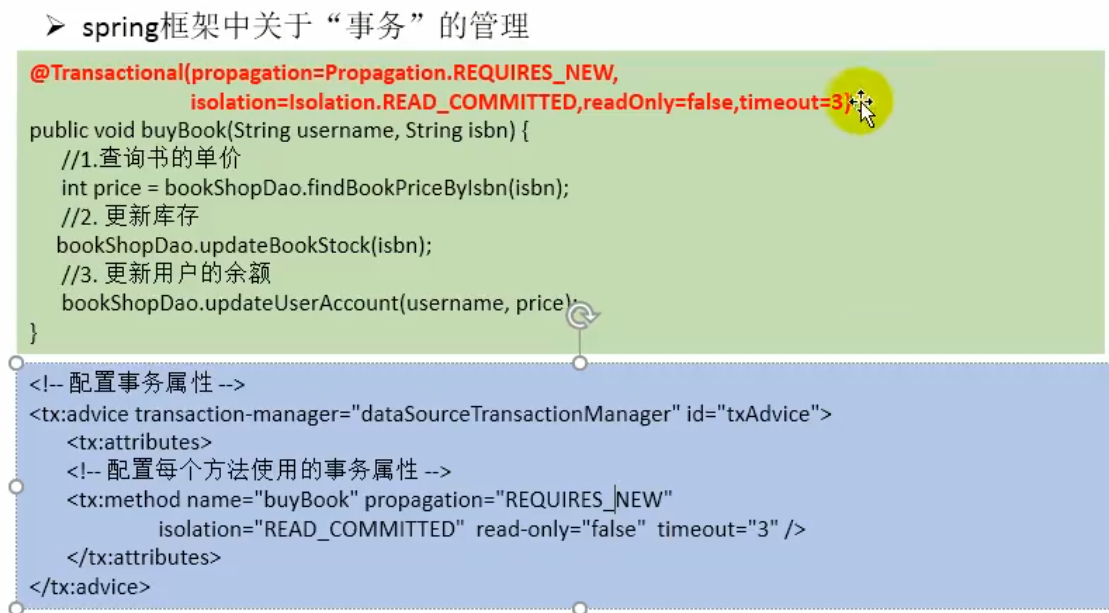 ➢ spring框架中关于“事务”的管理
@Transactional(propagation=Propagation.REQUIRES_NEW,
isolation=Isolation.READ_COMMITTED,readOnly=false,timeout=3)
public void buyBook(String username, String isbn) {
//1.查询书的单价
int price = bookShopDao.findBookPriceByIsbn(isbn);
//2. 更新库存
bookShopDao.updateBookStock(isbn);
//3. 更新用户的余额
bookShopDao.updateUserAccount(username, price);
}
<!-- 配置事务属性 -->
<tx:advice transaction-manager="dataSourceTransactionManager" id="txAdvice">
<tx:attributes>
<!-- 配置每个方法使用的事务属性 -->
<tx:method name="buyBook" propagation="REQUIRES_NEW"
isolation="READ_COMMITTED" read-only="false" timeout="3" />
</tx:attributes>
</tx:advice>